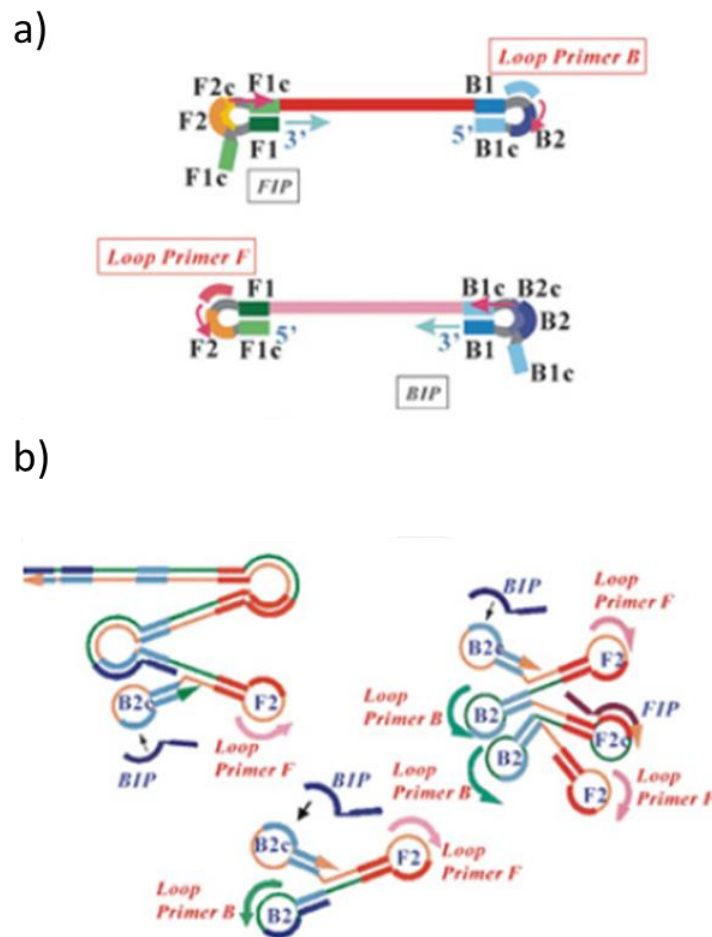 a)
Loop Primer B
F2c F1c
B1
F2
F1
3’
5’
B1c
B2
F1c
FIP
Loop Primer F
F1
B1c B2c
F2
F1c
5’
3’
B1
B2
B1c
BIP
b)
BIP
Loop
Primer F
B2c
F2
B2c
F2
Loop
Primer F
BIP
Loop
Primer B
B2
FIP
F2c
B2
F2
BIP
Loop
Primer B
Loop
Primer F
B2c
F2
Loop
Primer F
Loop
Primer B
B2